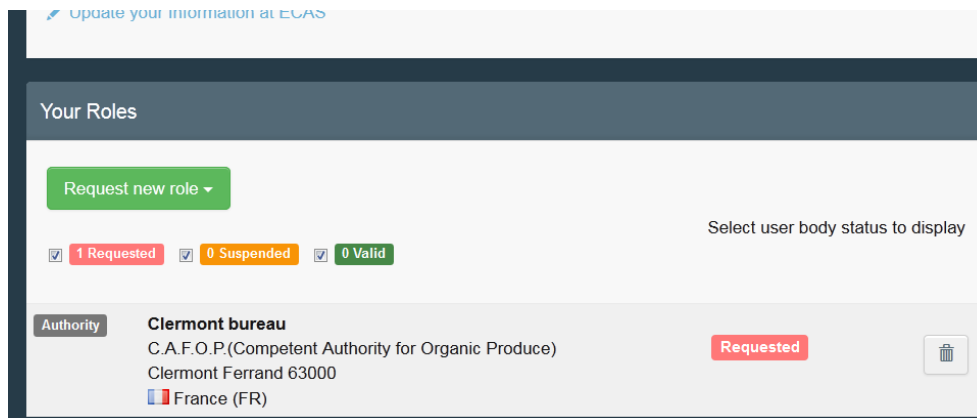 Update your information at ECAS
Your Roles
Request new role
Select user body status to display
1 Requested 0 Suspended 0 Valid
Authority Clermont bureau
C.A.F.O.P.(Competent Authority for Organic Produce) Requested
Clermont Ferrand 63000
France (FR)